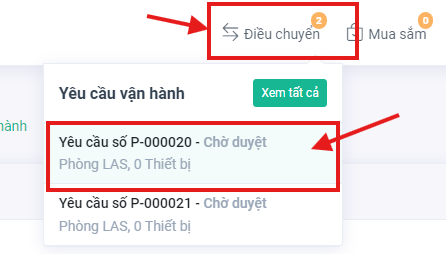 Điều chuyển 2 Mua sắm 0
Yêu cầu vận hành Xem tất cả
hành
Yêu cầu số P-000020 - Chờ duyệt
Phòng LAS, 0 Thiết bị
Yêu cầu số P-000021 - Chờ duyệt
Phòng LAS, 0 Thiết bị